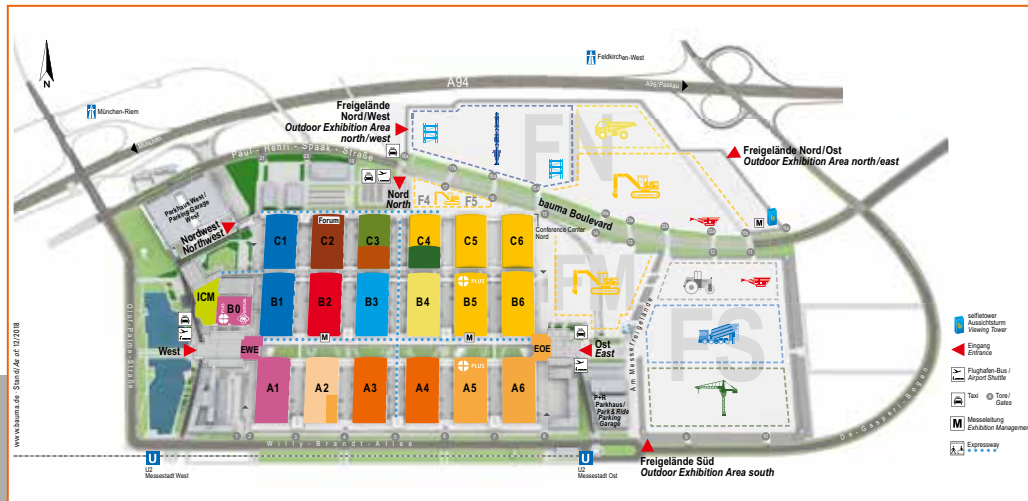 Feldkirchen-West
A94
A94/Passau
N
München-Riem
München
Freigelände
Nord/West
Outdoor Exhibition Area
north/west
Paul-Henri-Spaak-Straße
FN
Freigelände Nord/Ost
Outdoor Exhibition Area north/east
Parkhaus West/
Parking Garage
West
Nord
North
F4
F5
bauma Boulevard
M
b
Nordwest
Northwest
Forum
C1
C2
C3
C4
C5
C6
Conference Center
Nord
FM
ICM
B0
B1
B2
B3
B4
B5
PLUS
B6
M
M
FS
West
EWE
EOE
Ost
East
Am Messefreigelände
Olof-Palme-Straße
A1
A2
A3
A4
A5
PLUS
A6
P+R
Parkhaus/
Park & Ride
Parking
Garage
Willy-Brandt-Allee
De-Gasperi-Bogen
U
U2
Messestadt West
U
U2
Messestadt Ost
Freigelände Süd
Outdoor Exhibition Area south
www.bauma.de Stand/As of: 12/2018
b
selfietower
Aussichtsturm
Viewing Tower
Eingang
Entrance
Flughafen-Bus /
Airport Shuttle
Taxi
Tore/
Gates
M
Messeleitung
Exhibition Management
Expressway